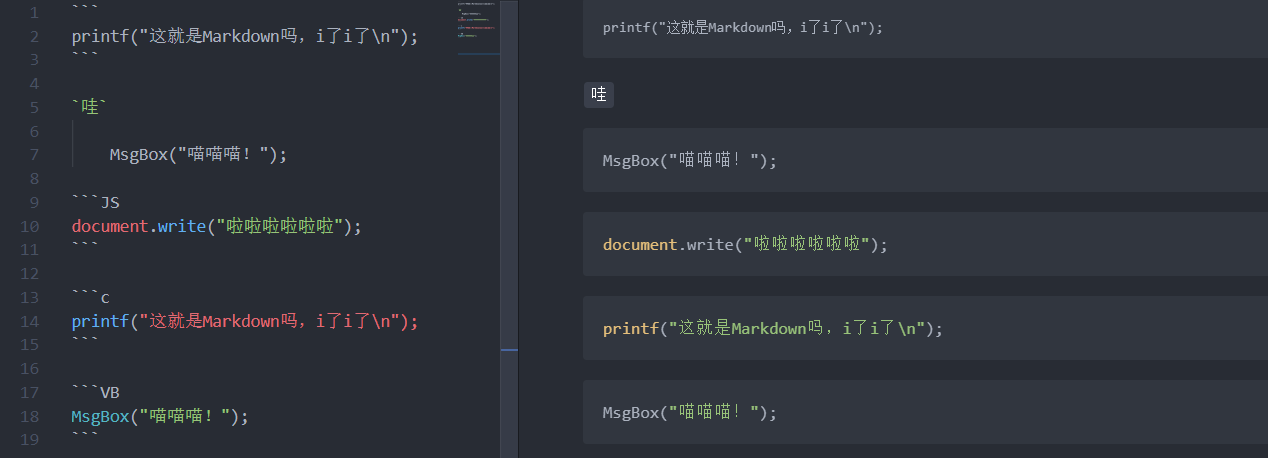 1 ```
2 printf("这就是Markdown吗，i了i了\n");
3 ```
4
5 `哇`
6
7     MsgBox("喵喵喵！");
8
9 ```JS
10 document.write("啦啦啦啦啦啦");
11 ```
12
13 ```c
14 printf("这就是Markdown吗，i了i了\n");
15 ```
16
17 ```VB
18 MsgBox("喵喵喵！");
19 ```
printf("这就是Markdown吗，i了i了\n");
哇
MsgBox("喵喵喵！");
document.write("啦啦啦啦啦啦");
printf("这就是Markdown吗，i了i了\n");
MsgBox("喵喵喵！");